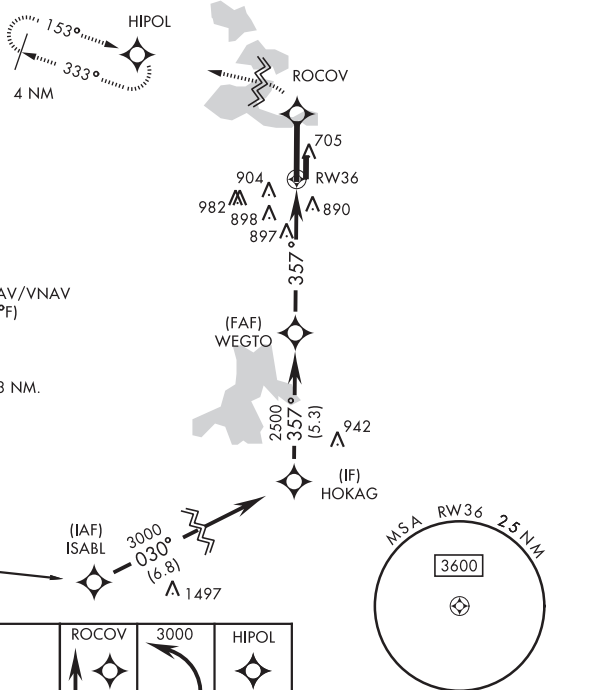 HIPOL
153°
333°
4 NM
ROCOV
705
RW36
904
982
898
890
897
357°
AV/VNAV
°F)
(FAF)
WEGTO
3 NM.
2500
357°
(5.3)
942
(IF)
HOKAG
(IAF)
ISABL
3000
030°
(6.8)
1497
MSA RW36 25 NM
3600
ROCOV
3000
HIPOL